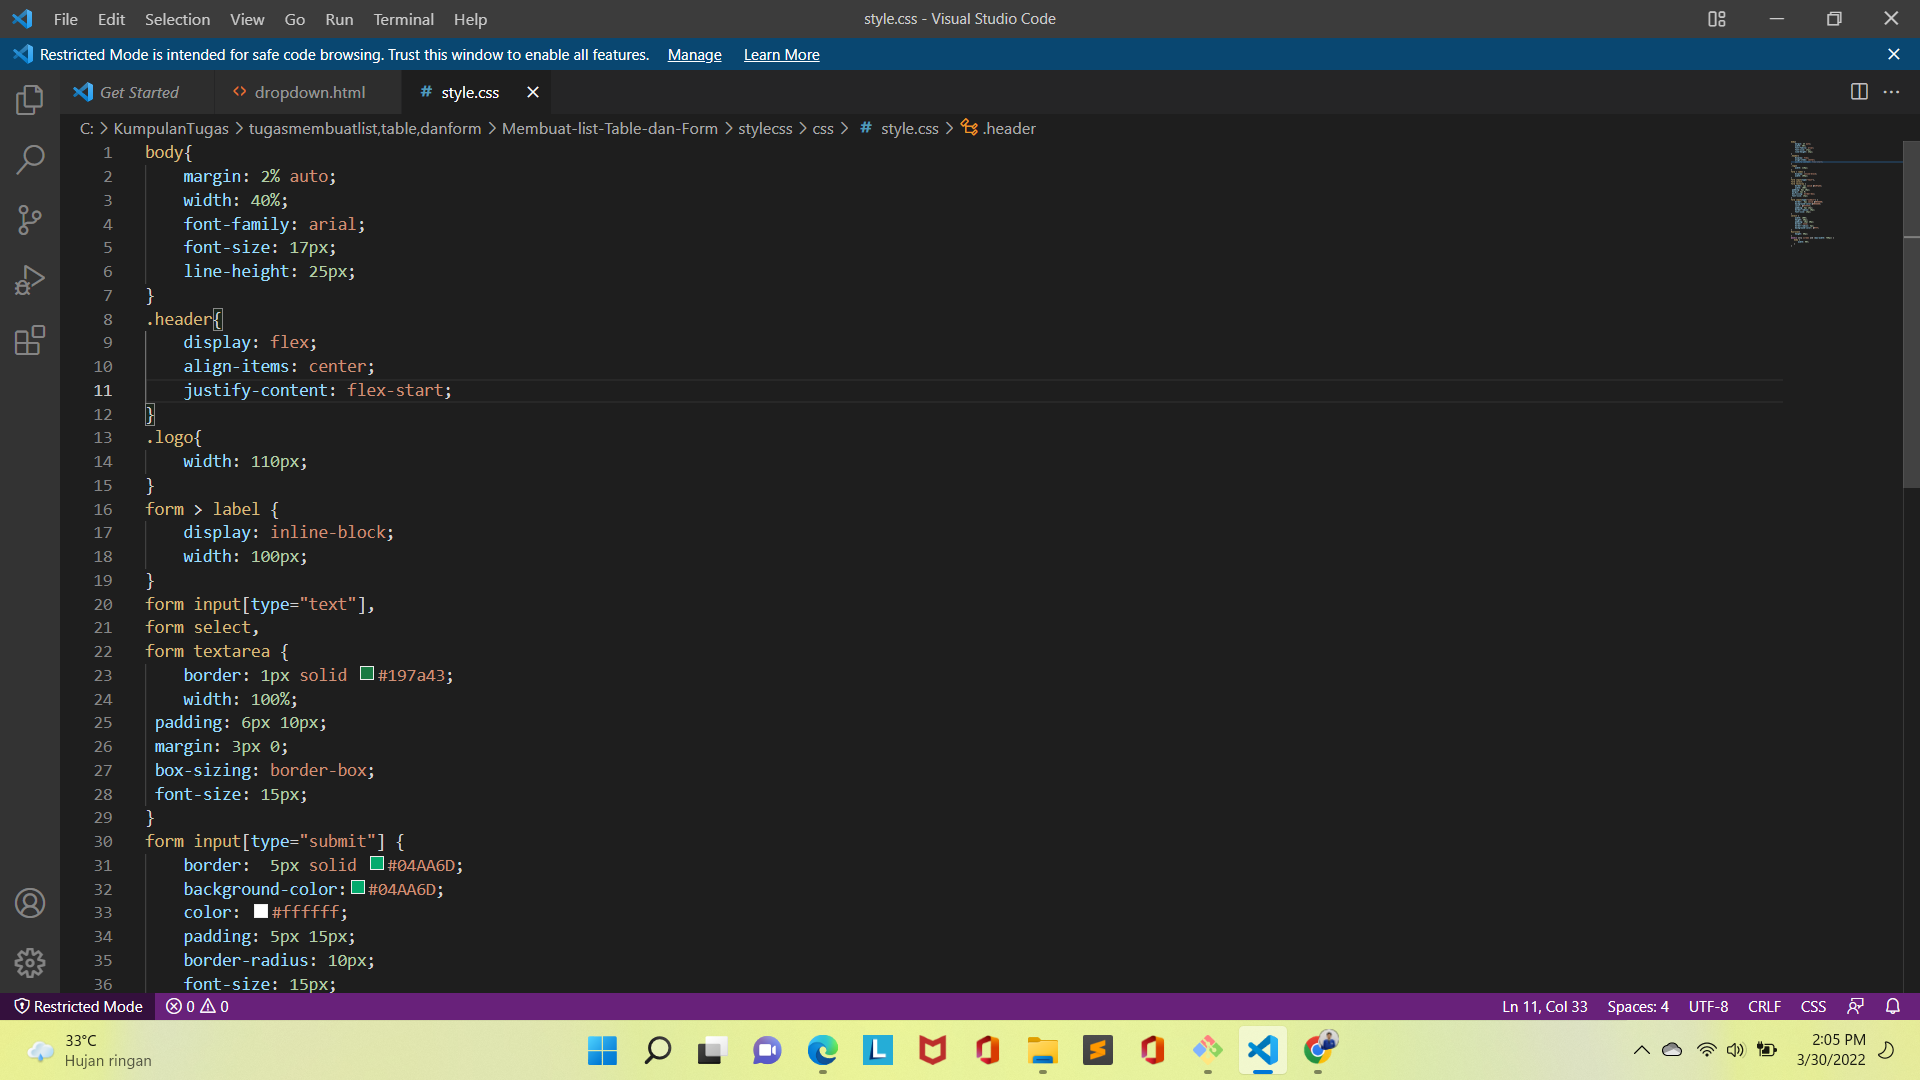 File Edit Selection View Go Run Terminal Help
style.css - Visual Studio Code
Restricted Mode is intended for safe code browsing. Trust this window to enable all features. Manage Learn More
Get Started
dropdown.html
# style.css
C: > KumpulanTugas > tugasmembuatlist,table,danform > Membuat-list-Table-dan-Form > stylecss > css > # style.css > .header
1 body{
2 margin: 2% auto;
3 width: 40%;
4 font-family: arial;
5 font-size: 17px;
6 line-height: 25px;
7 }
8 .header{
9 display: flex;
10 align-items: center;
11 justify-content: flex-start;
12 }
13 .logo{
14 width: 110px;
15 }
16 form > label {
17 display: inline-block;
18 width: 100px;
19 }
20 form input[type="text"],
21 form select,
22 form textarea {
23 border: 1px solid #197a43;
24 width: 100%;
25 padding: 6px 10px;
26 margin: 3px 0;
27 box-sizing: border-box;
28 font-size: 15px;
29 }
30 form input[type="submit"] {
31 border:  5px solid #04AA6D;
32 background-color:#04AA6D;
33 color: #ffffff;
34 padding: 5px 15px;
35 border-radius: 10px;
36 font-size: 15px;
Restricted Mode 0 0
Ln 11, Col 33 Spaces: 4 UTF-8 CRLF CSS
33°C
Hujan ringan
2:05 PM
3/30/2022